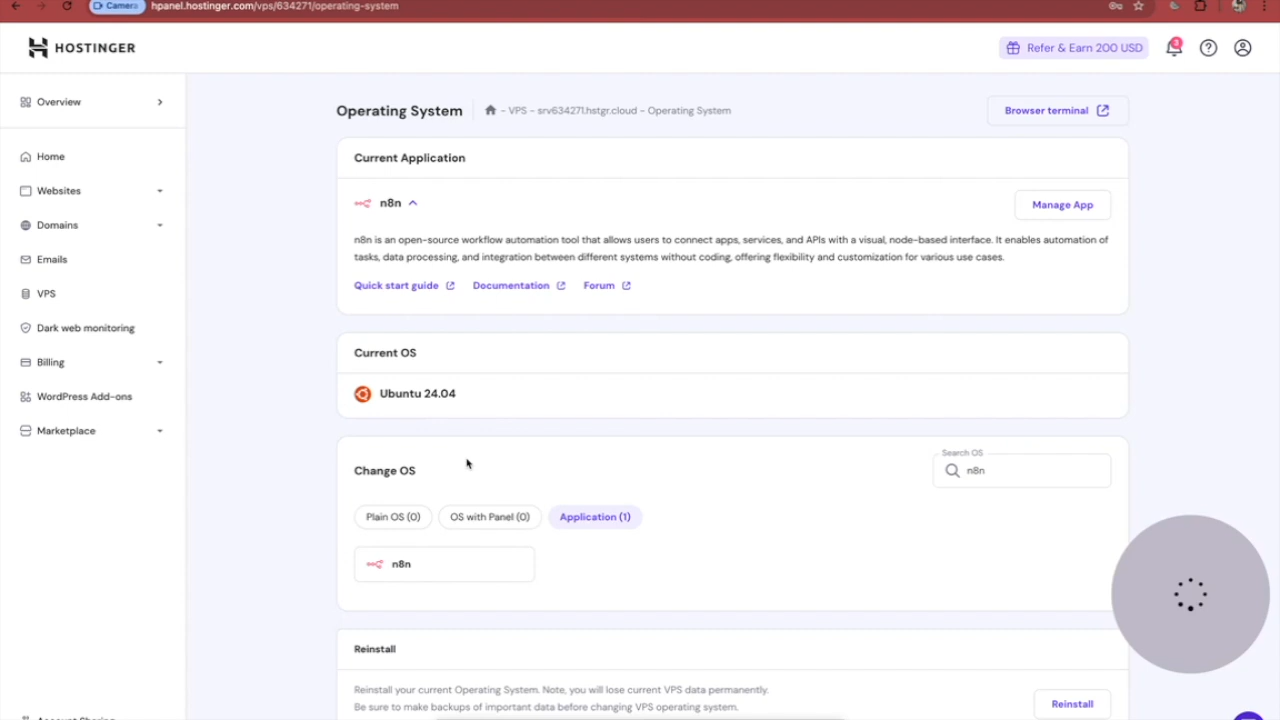 Camera
hpanel.hostinger.com/vps/634271/operating-system
HOSTINGER
Refer & Earn 200 USD
Overview
Home
Websites
Domains
Emails
VPS
Dark web monitoring
Billing
WordPress Add-ons
Marketplace
Operating System
- VPS - srv634271.hstgr.cloud - Operating System
Browser terminal
Current Application
n8n
Manage App
n8n is an open-source workflow automation tool that allows users to connect apps, services, and APIs with a visual, node-based interface. It enables automation of
tasks, data processing, and integration between different systems without coding, offering flexibility and customization for various use cases.
Quick start guide
Documentation
Forum
Current OS
Ubuntu 24.04
Change OS
Search OS
n8n
Plain OS (0)
OS with Panel (0)
Application (1)
n8n
Reinstall
Reinstall your current Operating System. Note, you will lose current VPS data permanently.
Be sure to make backups of important data before changing VPS operating system.
Reinstall